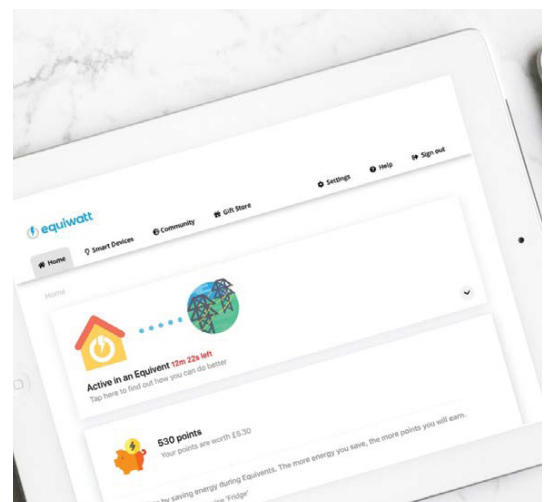 equiwatt
Home Smart Devices Community Gift Store Settings Help Sign out
Home
Active in an Equivent 12m 22s left
Tap here to find out how you can do better
530 points
Your points are worth £5.30
by saving energy during Equivents. The more energy you save, the more points you will earn.
'Fridge'